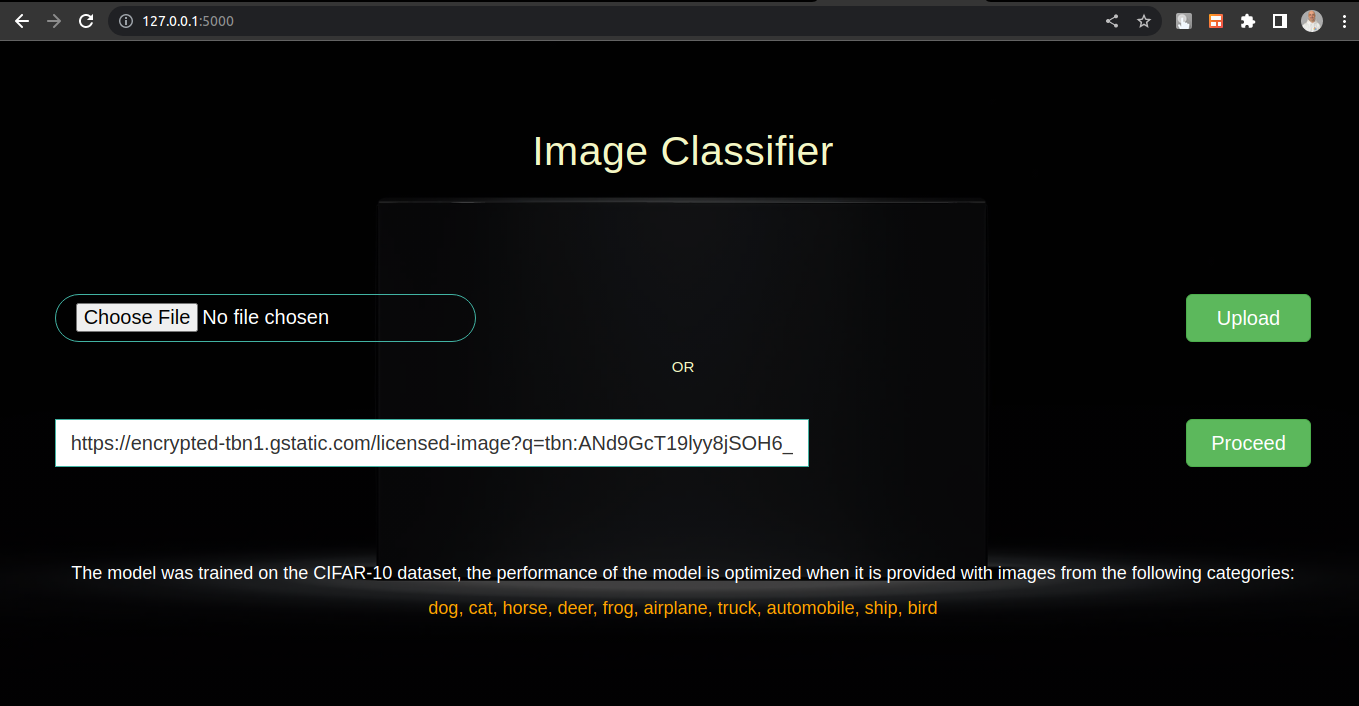 127.0.0.1:5000
Image Classifier
Choose File No file chosen
Upload
OR
https://encrypted-tbn1.gstatic.com/licensed-image?q=tbn:ANd9GcT19lyy8jSOH6_
Proceed
The model was trained on the CIFAR-10 dataset, the performance of the model is optimized when it is provided with images from the following categories:
dog, cat, horse, deer, frog, airplane, truck, automobile, ship, bird